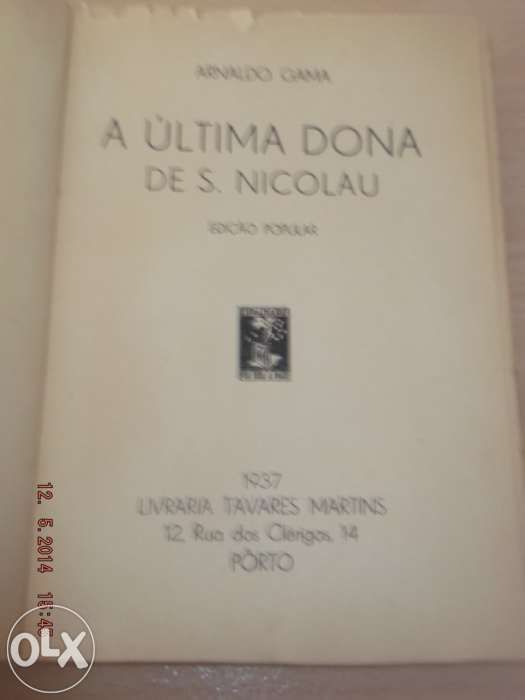 ARNALDO GAMA
A ÚLTIMA DONA
DE S. NICOLAU
EDIÇÃO POPULAR
1937
LIVRARIA TAVARES MARTINS
12, Rua dos Clérigos, 14
PÔRTO
12. 5. 2014
OLX